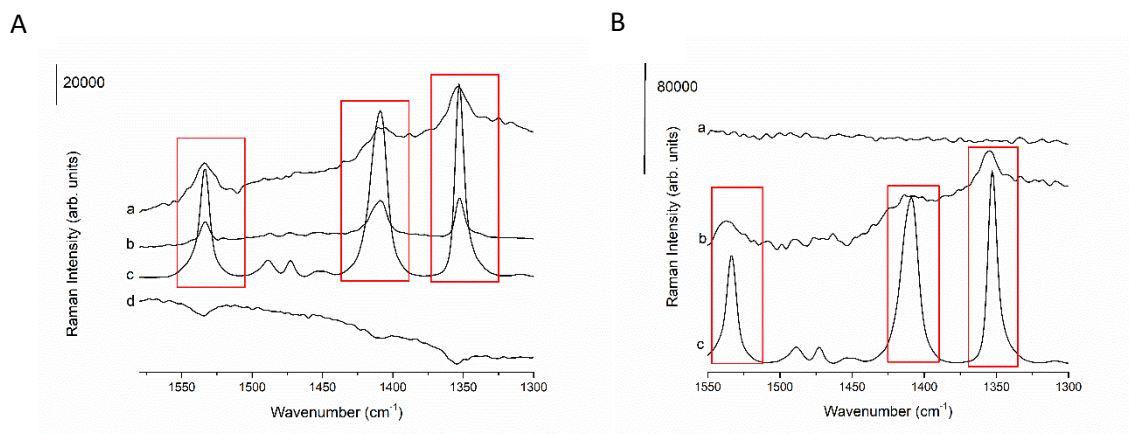 A
20000
Raman Intensity (arb. units)
a
b
c
d
1550 1500 1450 1400 1350 1300
Wavenumber (cm⁻¹)
B
80000
Raman Intensity (arb. units)
a
b
c
1550 1500 1450 1400 1350 1300
Wavenumber (cm⁻¹)